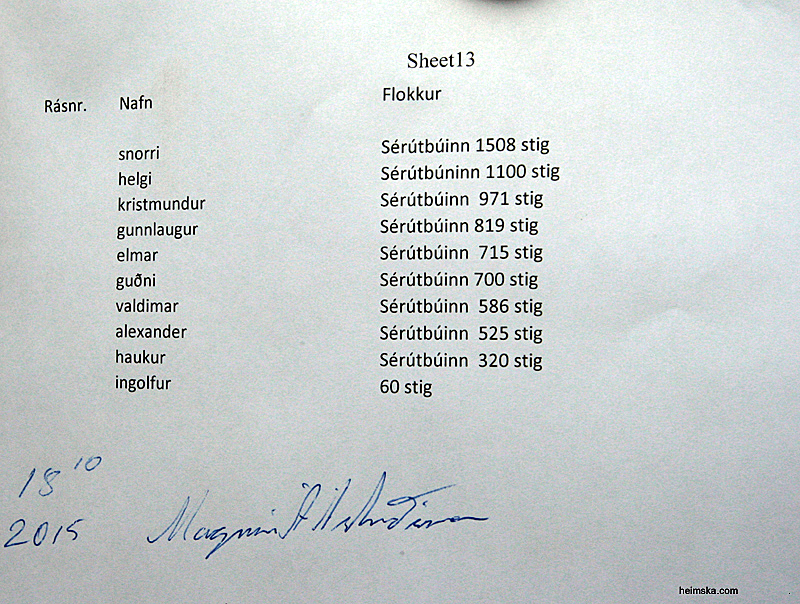 Sheet13
Rásnr. Nafn Flokkur
snorri Sérútbúinn 1508 stig
helgi Sérútbúninn 1100 stig
kristmundur Sérútbúinn 971 stig
gunnlaugur Sérútbúinn 819 stig
elmar Sérútbúinn 715 stig
guðni Sérútbúinn 700 stig
valdimar Sérútbúinn 586 stig
alexander Sérútbúinn 525 stig
haukur Sérútbúinn 320 stig
ingolfur 60 stig
18 10
2015
heimska.com